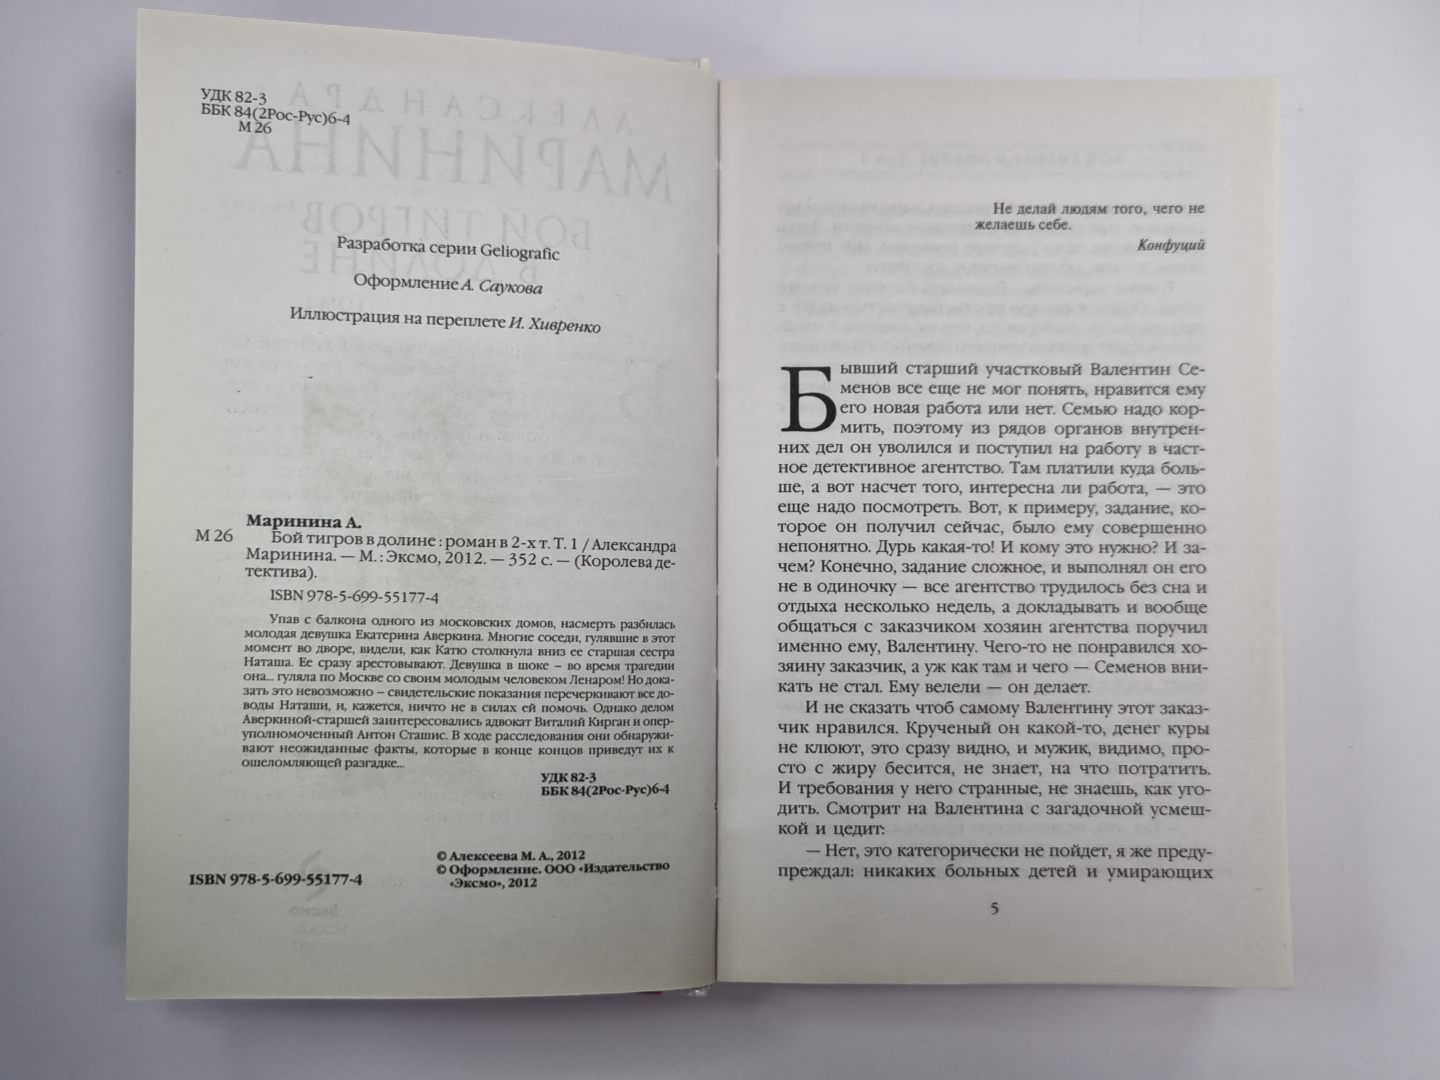 УДК 82-3
ББК 84(2Рос-Рус)6-4
М 26
Разработка серии Geliografic
Оформление А. Саукова
Иллюстрация на переплете И. Хивренко
Маринина А.
М 26 Бой тигров в долине : роман в 2-х т. Т. 1 / Александра
Маринина. — М. : Эксмо, 2012. — 352 с. — (Королева де-
тектива).
ISBN 978-5-699-55177-4
Упав с балкона одного из московских домов, насмерть разбилась
молодая девушка Екатерина Аверкина. Многие соседи, гулявшие в этот
момент во дворе, видели, как Катю столкнула вниз ее старшая сестра
Наташа. Ее сразу арестовывают. Девушка в шоке – во время трагедии
она... гуляла по Москве со своим молодым человеком Ленаром! Но дока-
зать это невозможно – свидетельские показания перечеркивают все до-
воды Наташи, и, кажется, ничто не в силах ей помочь. Однако делом
Аверкиной-старшей заинтересовались адвокат Виталий Кирган и опер-
уполномоченный Антон Сташис. В ходе расследования они обнаружи-
вают неожиданные факты, которые в конце концов приведут их к
ошеломляющей разгадке...
УДК 82-3
ББК 84(2Рос-Рус)6-4
© Алексеева М. А., 2012
© Оформление. ООО «Издательство
«Эксмо», 2012
ISBN 978-5-699-55177-4
Не делай людям того, чего не
желаешь себе.
Конфуций
Бывший старший участковый Валентин Се-
менов все еще не мог понять, нравится ему
его новая работа или нет. Семью надо кор-
мить, поэтому из рядов органов внутрен-
них дел он уволился и поступил на работу в част-
ное детективное агентство. Там платили куда боль-
ше, а вот насчет того, интересна ли работа, — это
еще надо посмотреть. Вот, к примеру, задание, ко-
торое он получил сейчас, было ему совершенно
непонятно. Дурь какая-то! И кому это нужно? И за-
чем? Конечно, задание сложное, и выполнял он его
не в одиночку — все агентство трудилось без сна и
отдыха несколько недель, а докладывать и вообще
общаться с заказчиком хозяин агентства поручил
именно ему, Валентину. Чего-то не понравился хо-
зяину заказчик, а уж как там и чего — Семенов вни-
кать не стал. Ему велели — он делает.
И не сказать чтоб самому Валентину этот заказ-
чик нравился. Крученый он какой-то, денег куры
не клюют, это сразу видно, и мужик, видимо, про-
сто с жиру бесится, не знает, на что потратить.
И требования у него странные, не знаешь, как уго-
дить. Смотрит на Валентина с загадочной усмеш-
кой и цедит:
— Нет, это категорически не пойдет, я же преду-
преждал: никаких больных детей и умирающих
5